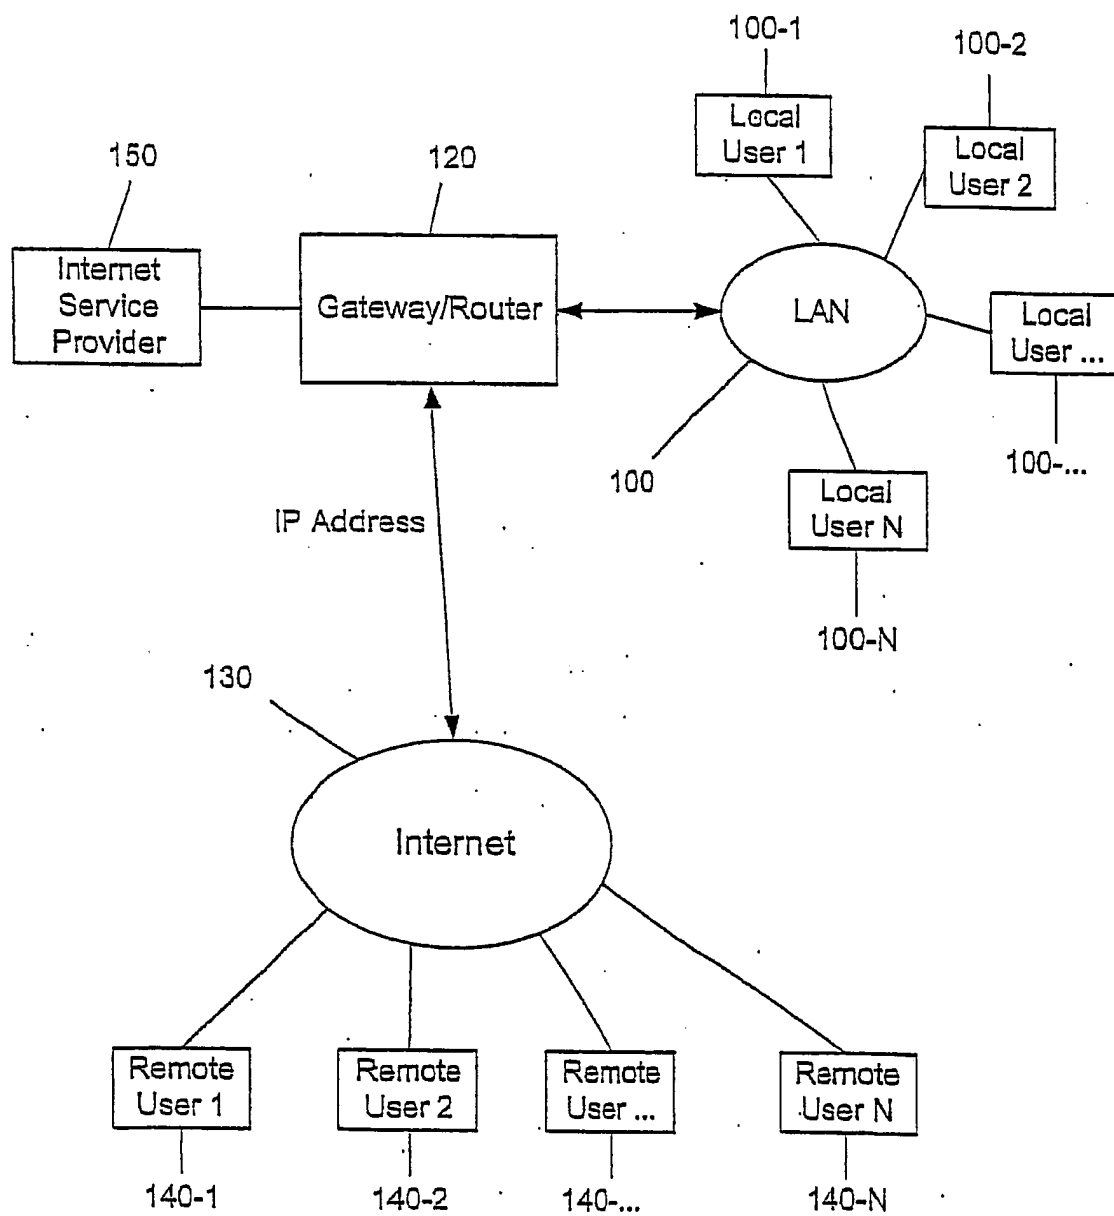 100-1
100-2
Local
User 1
Local
User 2
150
120
Internet
Service
Provider
Gateway/Router
LAN
Local
User ...
100
100-...
Local
User N
IP Address
100-N
130
Internet
Remote
User 1
Remote
User 2
Remote
User ...
Remote
User N
140-1
140-2
140-...
140-N